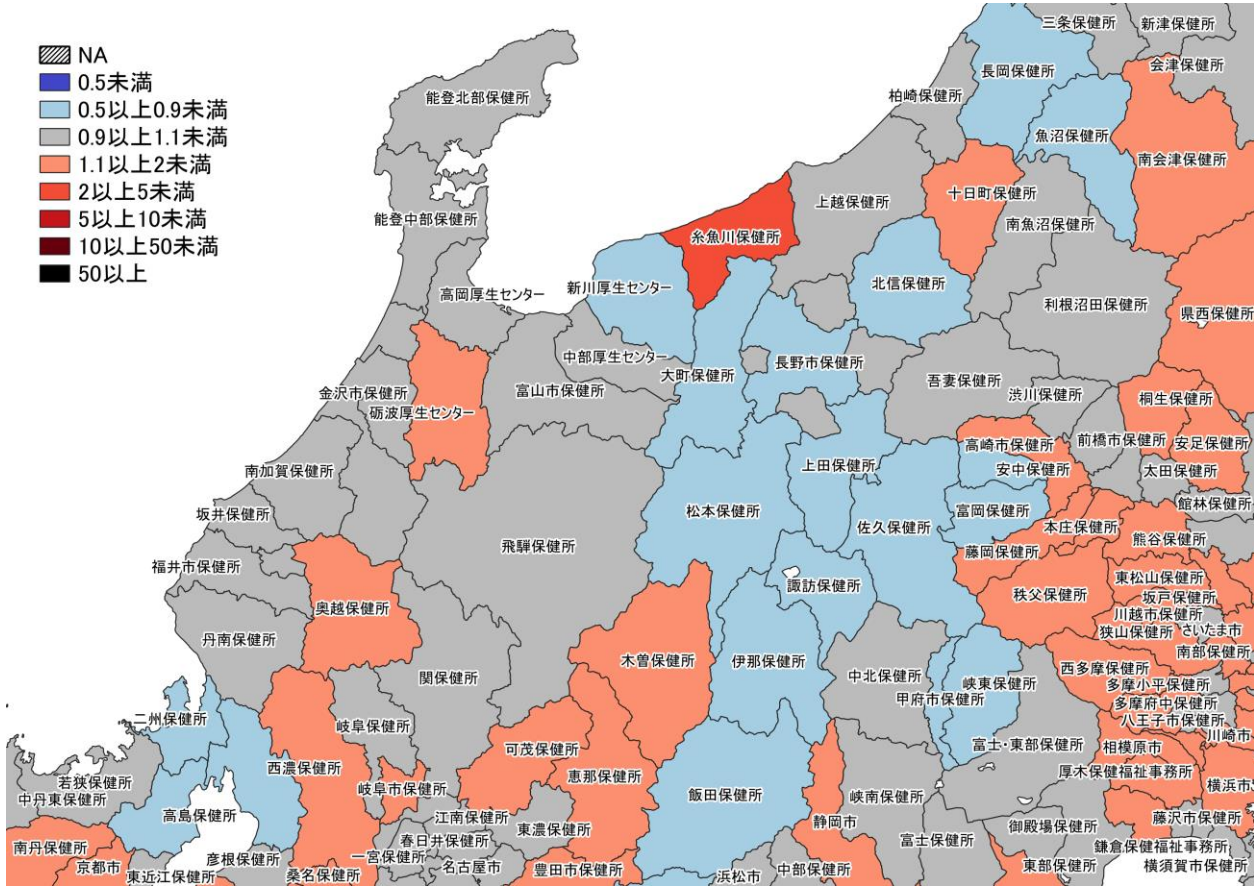 NA
0.5未満
0.5以上0.9未満
0.9以上1.1未満
1.1以上2未満
2以上5未満
5以上10未満
10以上50未満
50以上
三条保健所
新津保健所
長岡保健所
会津保健所
能登北部保健所
柏崎保健所
魚沼保健所
南会津保健所
十日町保健所
上越保健所
能登中部保健所
南魚沼保健所
糸魚川保健所
新川厚生センター
北信保健所
高岡厚生センター
利根沼田保健所
県西保健所
中部厚生センター
長野市保健所
大町保健所
吾妻保健所
富山市保健所
金沢市保健所
渋川保健所
桐生保健所
砺波厚生センター
高崎市保健所
前橋市保健所
安足保健所
南加賀保健所
上田保健所
安中保健所
太田保健所
坂井保健所
松本保健所
佐久保健所
富岡保健所
館林保健所
本庄保健所
飛騨保健所
熊谷保健所
福井市保健所
藤岡保健所
諏訪保健所
東松山保健所
秩父保健所
坂戸保健所
奥越保健所
川越市保健所
狭山保健所
さいたま市
丹南保健所
木曽保健所
伊那保健所
南部保健所
関保健所
中北保健所
峡東保健所
西多摩保健所
多摩小平保健所
甲府市保健所
多摩府中保健所
二州保健所
岐阜保健所
八王子市保健所
川崎市
可茂保健所
富士・東部保健所
相模原市
西濃保健所
恵那保健所
厚木保健福祉事務所
若狭保健所
岐阜市保健所
飯田保健所
峡南保健所
横浜市
中丹東保健所
高島保健所
江南保健所
静岡市
藤沢市保健所
東濃保健所
御殿場保健所
春日井保健所
富士保健所
南丹保健所
彦根保健所
一宮保健所
鎌倉保健福祉事務所
京都市
名古屋市
東部保健所
横須賀市保健所
東近江保健所
桑名保健所
豊田市保健所
浜松市
中部保健所